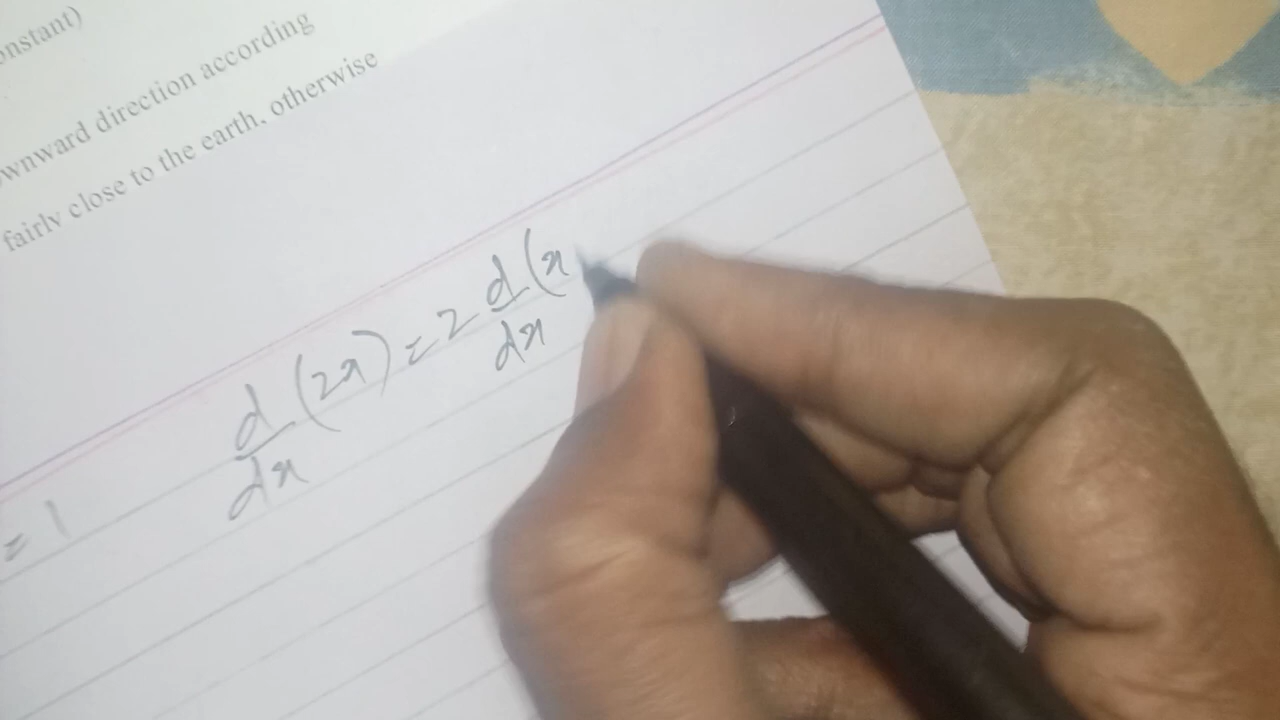 onstant)
wnward direction according
fairly close to the earth, otherwise
d/dx (2x) = 2 d/dx (x
= 1